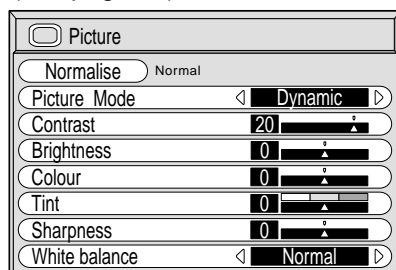 Picture
Normalise Normal
Picture Mode Dynamic
Contrast 20
Brightness 0
Colour 0
Tint 0
Sharpness 0
White balance Normal